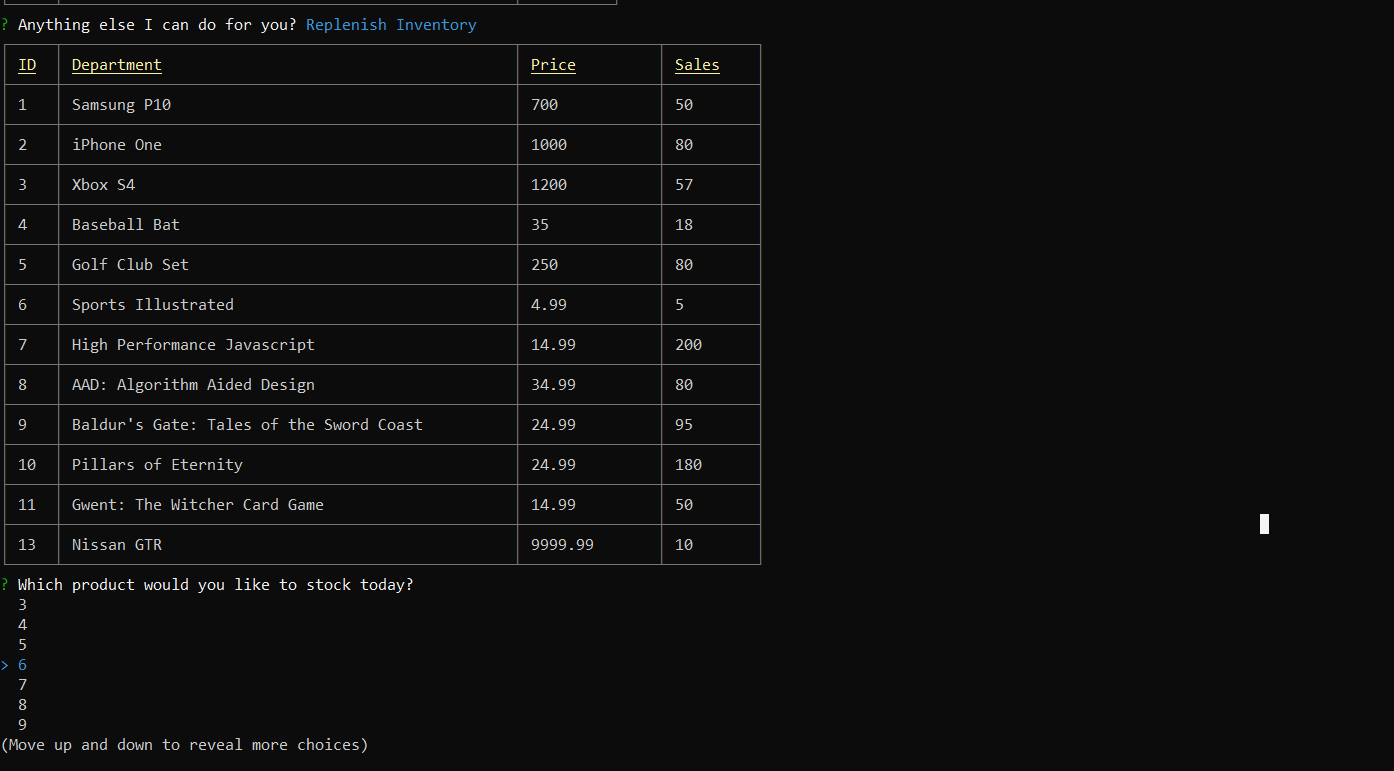 ? Anything else I can do for you? Replenish Inventory
ID Department Price Sales
1 Samsung P10 700 50
2 iPhone One 1000 80
3 Xbox S4 1200 57
4 Baseball Bat 35 18
5 Golf Club Set 250 80
6 Sports Illustrated 4.99 5
7 High Performance Javascript 14.99 200
8 AAD: Algorithm Aided Design 34.99 80
9 Baldur's Gate: Tales of the Sword Coast 24.99 95
10 Pillars of Eternity 24.99 180
11 Gwent: The Witcher Card Game 14.99 50
13 Nissan GTR 9999.99 10
? Which product would you like to stock today?
3
4
5
> 6
7
8
9
(Move up and down to reveal more choices)